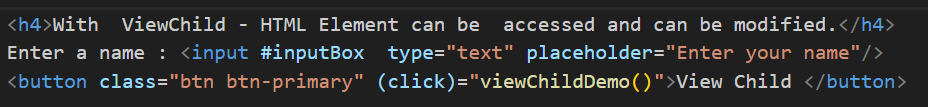 <h4>With  ViewChild - HTML Element can be  accessed and can be modified.</h4>
Enter a name : <input #inputBox  type="text" placeholder="Enter your name"/>
<button class="btn btn-primary" (click)="viewChildDemo()">View Child </button>